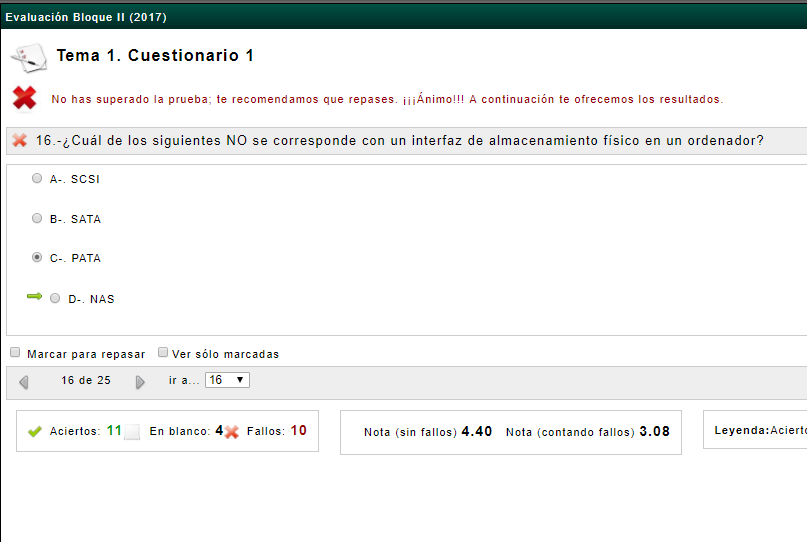 Evaluación Bloque II (2017)
Tema 1. Cuestionario 1
No has superado la prueba; te recomendamos que repases. ¡¡¡Ánimo!!! A continuación te ofrecemos los resultados.
16.-¿Cuál de los siguientes NO se corresponde con un interfaz de almacenamiento físico en un ordenador?
A-. SCSI
B-. SATA
C-. PATA
D-. NAS
Marcar para repasar Ver sólo marcadas
16 de 25 ir a... 16
Aciertos: 11 En blanco: 4 Fallos: 10 Nota (sin fallos) 4.40 Nota (contando fallos) 3.08 Leyenda:Acierto